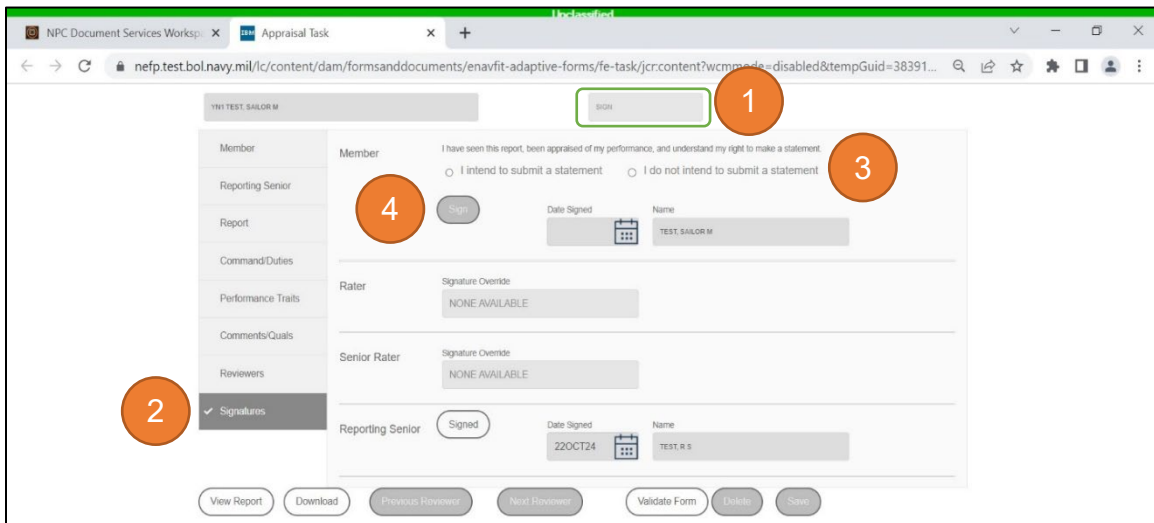 Unclassified
NPC Document Services Worksp
IBM Appraisal Task
nefp.test.bol.navy.mil/lc/content/dam/formsanddocuments/enavfit-adaptive-forms/fe-task/jcr:content?wcmmode=disabled&tempGuid=38391...
YN1 TEST, SAILOR M
SIGN
1
Member
Reporting Senior
Report
Command/Duties
Performance Traits
Comments/Quals
Reviewers
Signatures
2
Member
I have seen this report, been appraised of my performance, and understand my right to make a statement.
I intend to submit a statement I do not intend to submit a statement
3
4
Sign
Date Signed
Name
TEST, SAILOR M
Rater
Signature Override
NONE AVAILABLE
Senior Rater
Signature Override
NONE AVAILABLE
Reporting Senior
Signed
Date Signed
22OCT24
Name
TEST, R S
View Report Download Previous Reviewer Next Reviewer Validate Form Delete Save